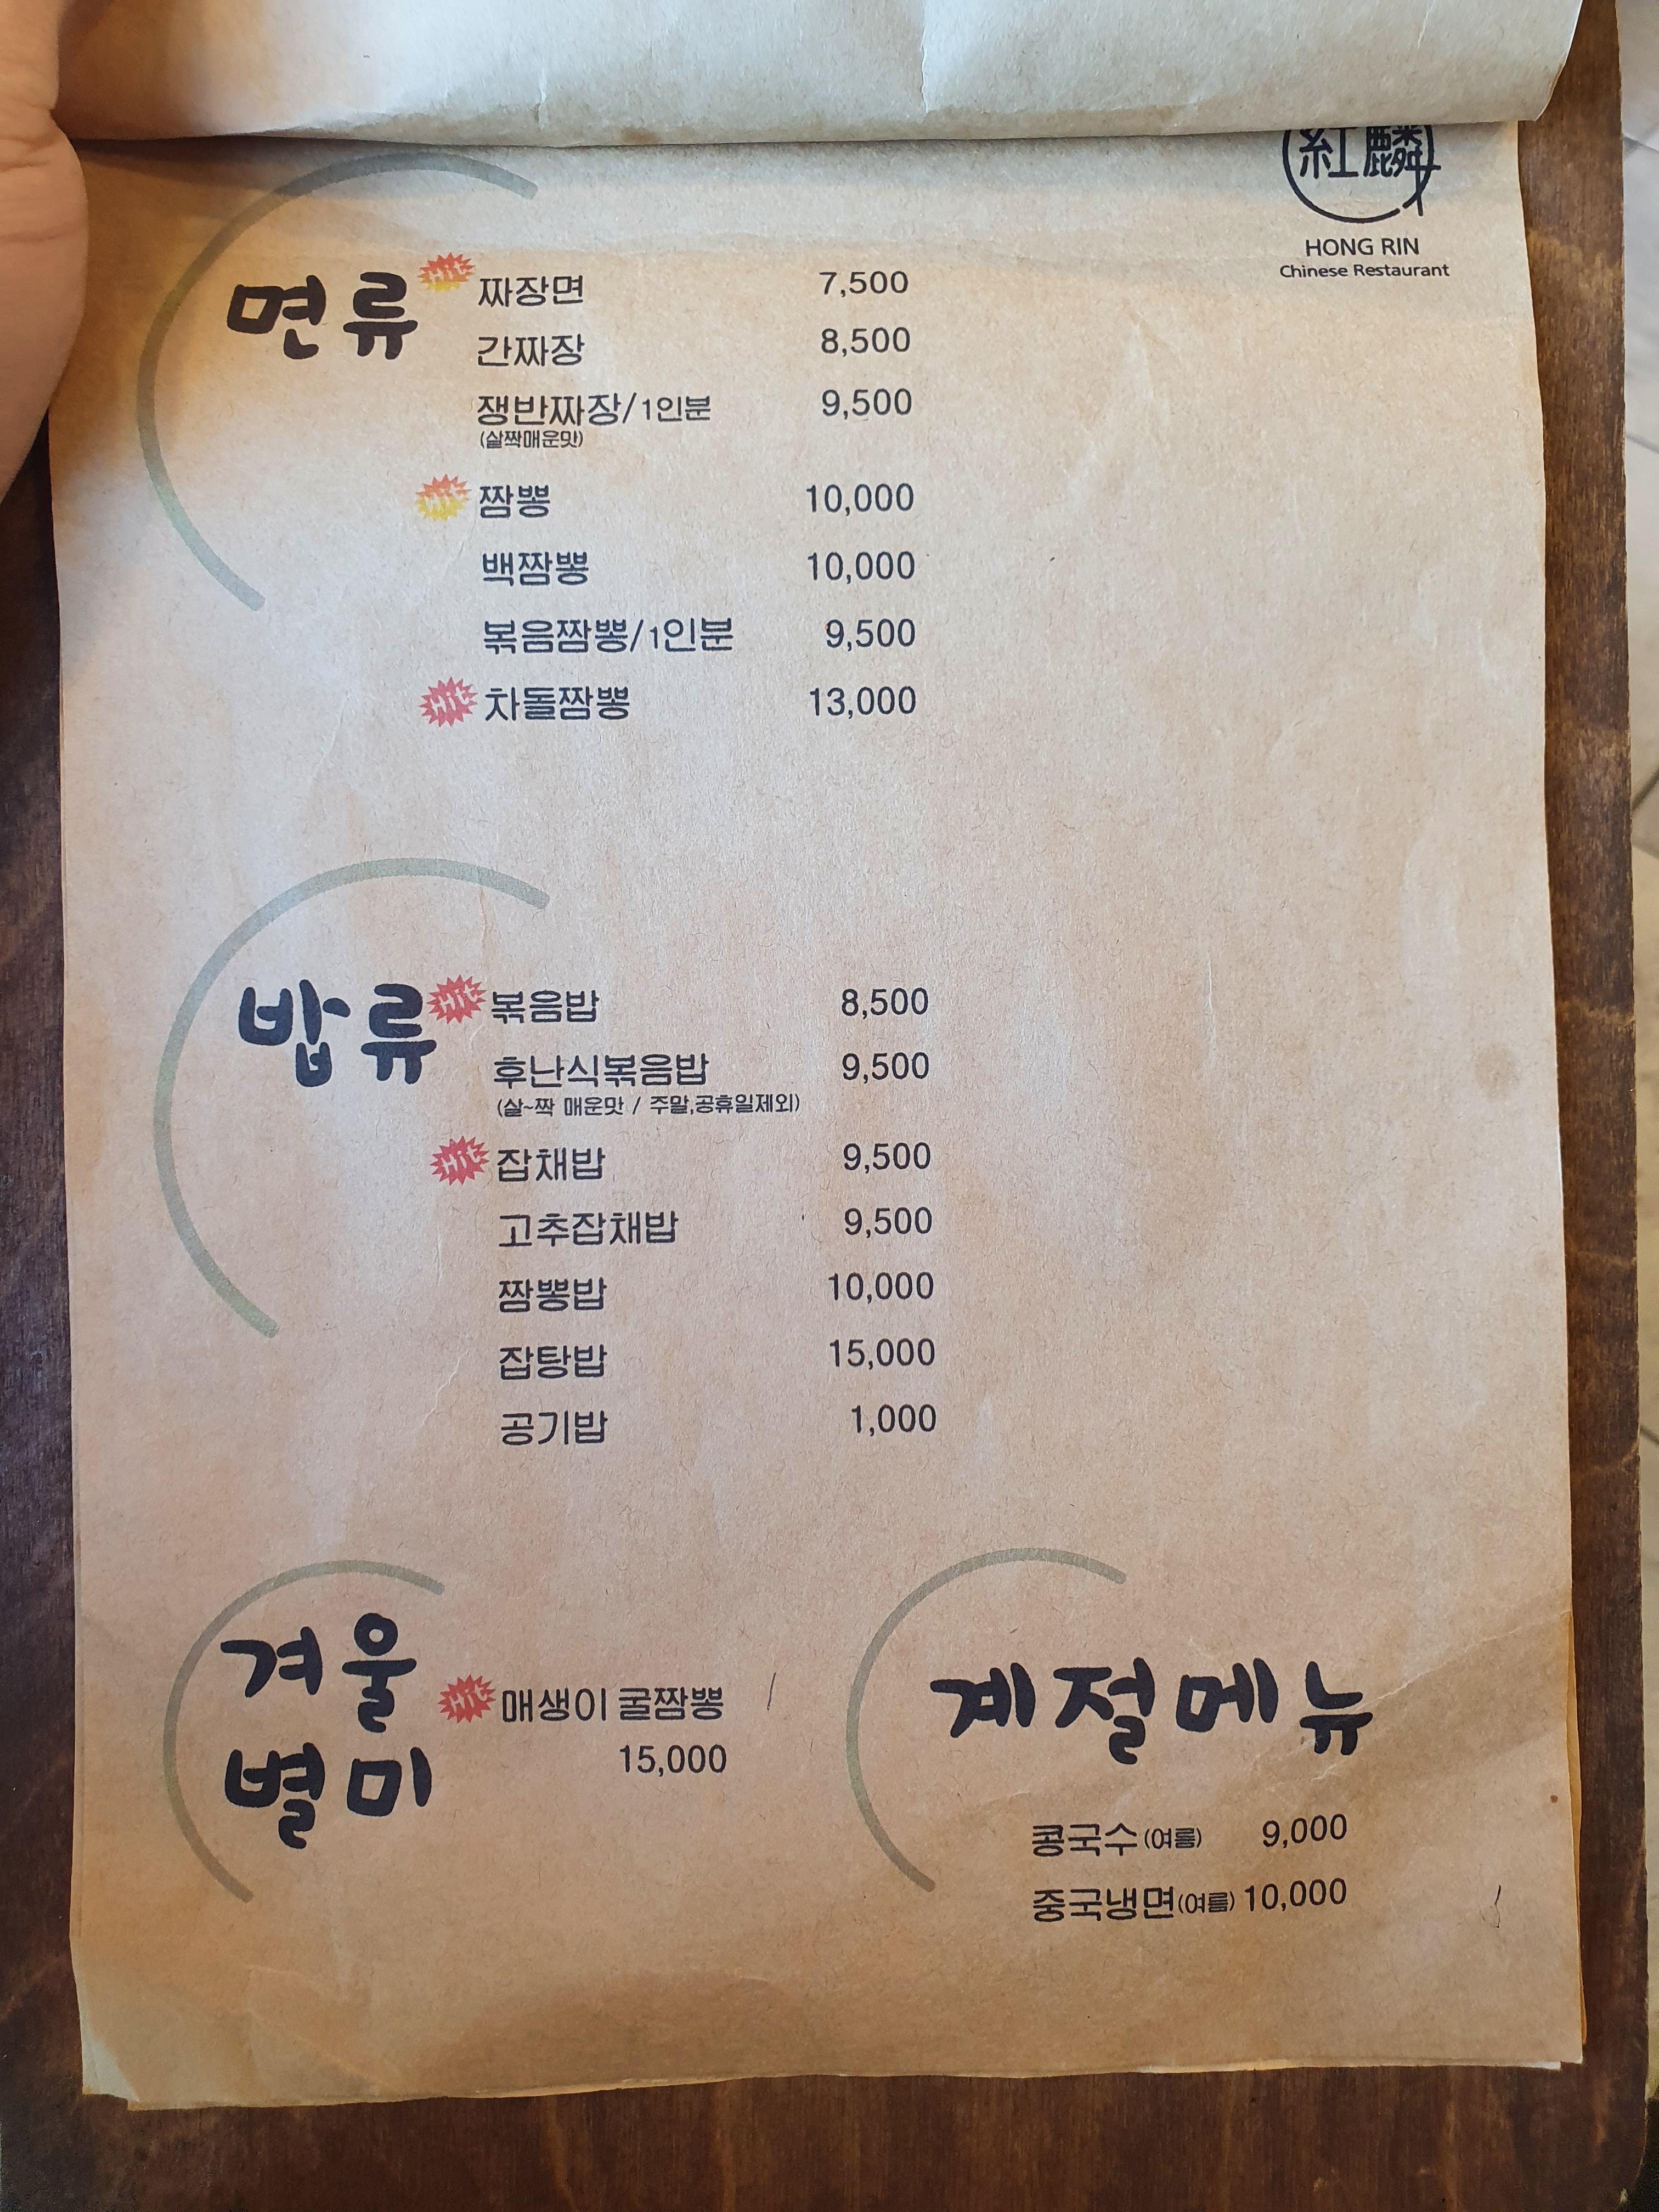 紅麟
HONG RIN
Chinese Restaurant
면류
짜장면 7,500
간짜장 8,500
쟁반짜장/1인분 9,500
(살짝매운맛)
짬뽕 10,000
백짬뽕 10,000
볶음짬뽕/1인분 9,500
차돌짬뽕 13,000
밥류
볶음밥 8,500
후난식볶음밥 9,500
(살~짝 매운맛 / 주말,공휴일제외)
잡채밥 9,500
고추잡채밥 9,500
짬뽕밥 10,000
잡탕밥 15,000
공기밥 1,000
겨울
별미
매생이 굴짬뽕
15,000
계절메뉴
콩국수(여름) 9,000
중국냉면(여름) 10,000